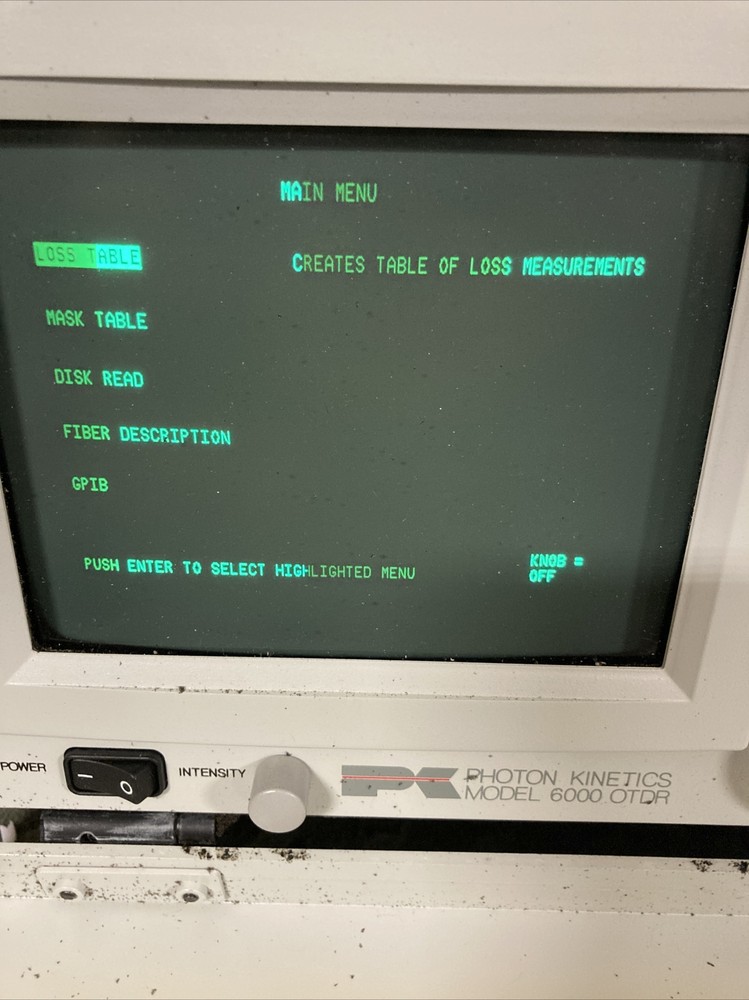 MAIN MENU
LOSS TABLE
CREATES TABLE OF LOSS MEASUREMENTS
MASK TABLE
DISK READ
FIBER DESCRIPTION
GPIB
PUSH ENTER TO SELECT HIGHLIGHTED MENU
KNOB =
OFF
POWER
INTENSITY
PK PHOTON KINETICS
MODEL 6000 OTDR